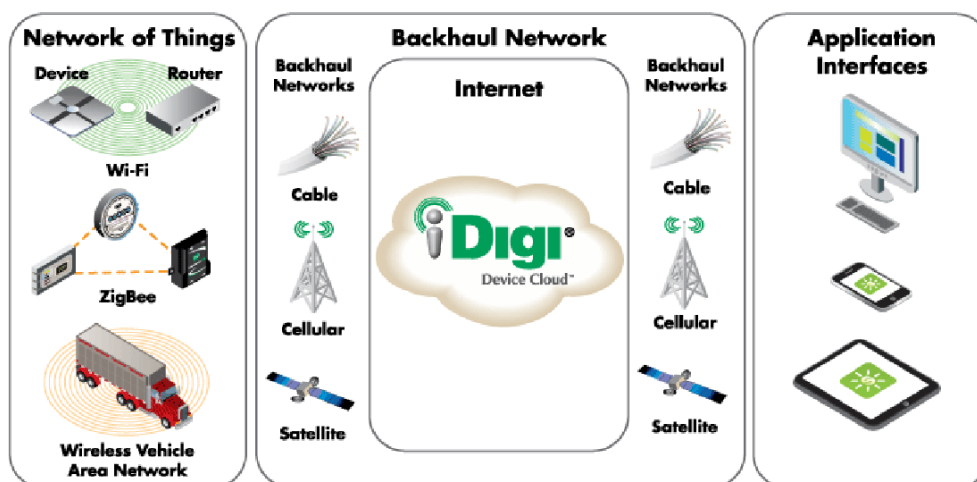 Network of Things
Device
Router
Wi-Fi
ZigBee
Wireless Vehicle
Area Network
Backhaul Network
Backhaul
Networks
Cable
Cellular
Satellite
Internet
iDigi®
Device Cloud™
Backhaul
Networks
Cable
Cellular
Satellite
Application
Interfaces